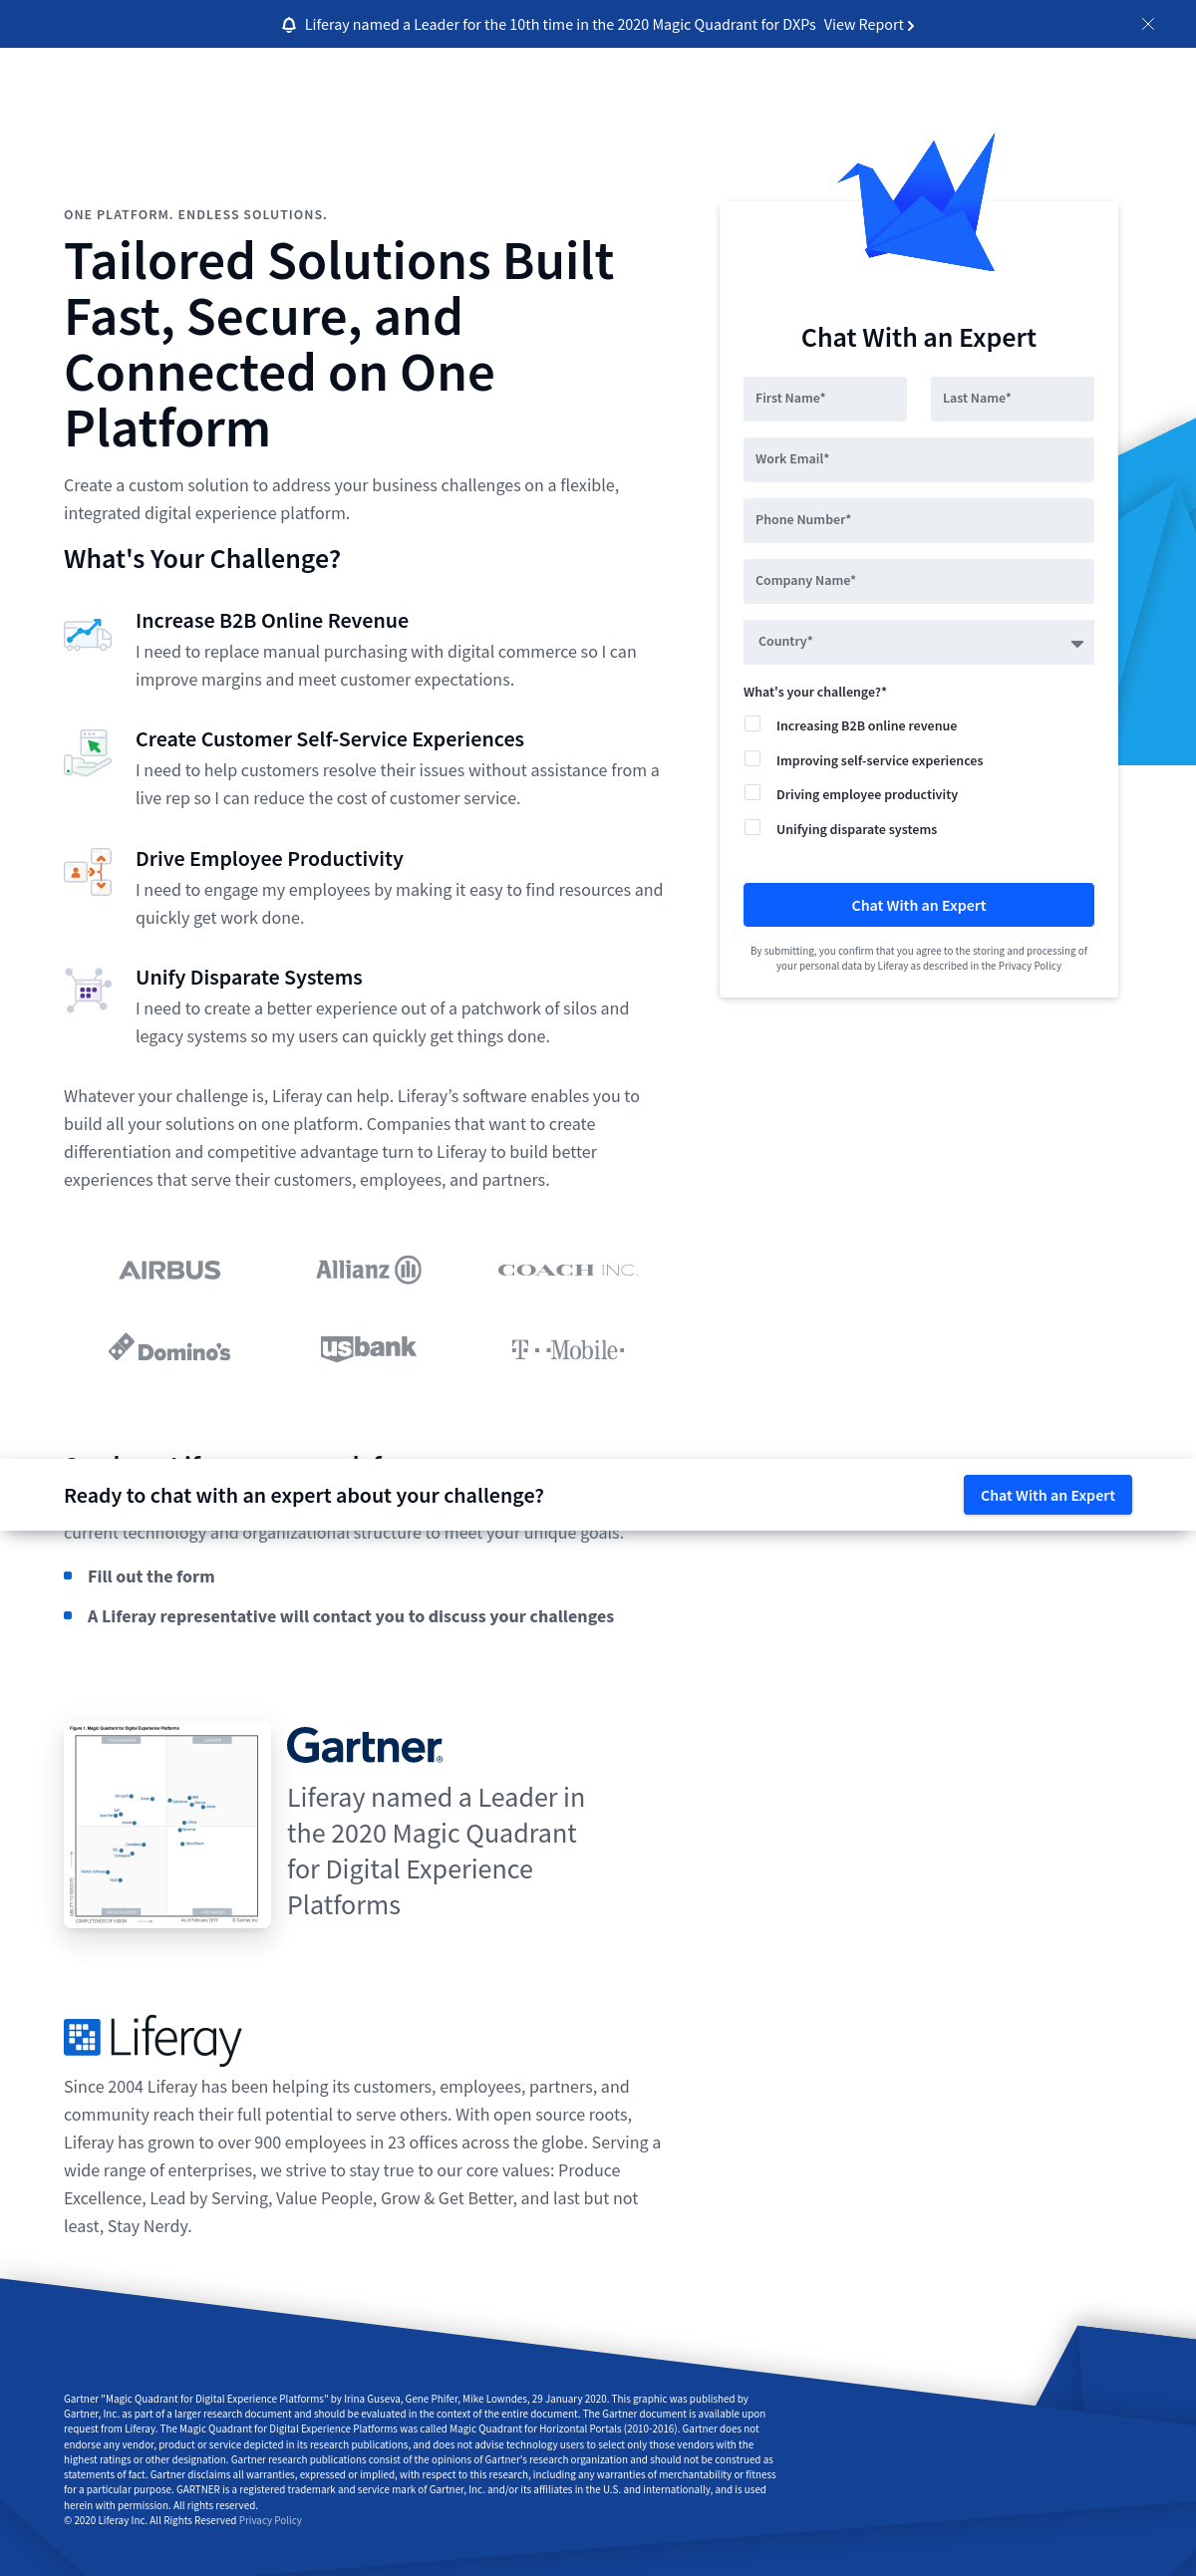 Liferay named a Leader for the 10th time in the 2020 Magic Quadrant for DXPs View Report
ONE PLATFORM. ENDLESS SOLUTIONS.
Tailored Solutions Built
Fast, Secure, and
Connected on One
Platform
Create a custom solution to address your business challenges on a flexible,
integrated digital experience platform.
What's Your Challenge?
Increase B2B Online Revenue
I need to replace manual purchasing with digital commerce so I can
improve margins and meet customer expectations.
Create Customer Self-Service Experiences
I need to help customers resolve their issues without assistance from a
live rep so I can reduce the cost of customer service.
Drive Employee Productivity
I need to engage my employees by making it easy to find resources and
quickly get work done.
Unify Disparate Systems
I need to create a better experience out of a patchwork of silos and
legacy systems so my users can quickly get things done.
Whatever your challenge is, Liferay can help. Liferay’s software enables you to
build all your solutions on one platform. Companies that want to create
differentiation and competitive advantage turn to Liferay to build better
experiences that serve their customers, employees, and partners.
Chat With an Expert
First Name* Last Name*
Work Email*
Phone Number*
Company Name*
Country*
What's your challenge?*
Increasing B2B online revenue
Improving self-service experiences
Driving employee productivity
Unifying disparate systems
Chat With an Expert
By submitting, you confirm that you agree to the storing and processing of
your personal data by Liferay as described in the Privacy Policy
AIRBUS Allianz COACH INC.
Domino's usbank T··Mobile·
Ready to chat with an expert about your challenge? Chat With an Expert
current technology and organizational structure to meet your unique goals.
Fill out the form
A Liferay representative will contact you to discuss your challenges
Figure 1. Magic Quadrant for Digital Experience Platforms
COMPLETENESS OF VISION
As of February 2019 © Gartner, Inc
Gartner®
Liferay named a Leader in
the 2020 Magic Quadrant
for Digital Experience
Platforms
Liferay
Since 2004 Liferay has been helping its customers, employees, partners, and
community reach their full potential to serve others. With open source roots,
Liferay has grown to over 900 employees in 23 offices across the globe. Serving a
wide range of enterprises, we strive to stay true to our core values: Produce
Excellence, Lead by Serving, Value People, Grow & Get Better, and last but not
least, Stay Nerdy.
Gartner "Magic Quadrant for Digital Experience Platforms" by Irina Guseva, Gene Phifer, Mike Lowndes, 29 January 2020. This graphic was published by
Gartner, Inc. as part of a larger research document and should be evaluated in the context of the entire document. The Gartner document is available upon
request from Liferay. The Magic Quadrant for Digital Experience Platforms was called Magic Quadrant for Horizontal Portals (2010-2016). Gartner does not
endorse any vendor, product or service depicted in its research publications, and does not advise technology users to select only those vendors with the
highest ratings or other designation. Gartner research publications consist of the opinions of Gartner's research organization and should not be construed as
statements of fact. Gartner disclaims all warranties, expressed or implied, with respect to this research, including any warranties of merchantability or fitness
for a particular purpose. GARTNER is a registered trademark and service mark of Gartner, Inc. and/or its affiliates in the U.S. and internationally, and is used
herein with permission. All rights reserved.
© 2020 Liferay Inc. All Rights Reserved Privacy Policy